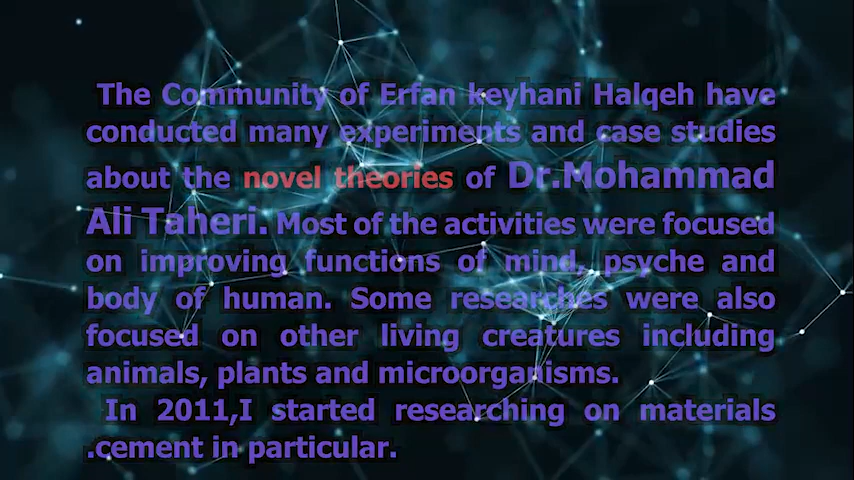 The Community of Erfan keyhani Halqeh have
conducted many experiments and case studies
about the novel theories of Dr.Mohammad
Ali Taheri. Most of the activities were focused
on improving functions of mind, psyche and
body of human. Some researches were also
focused on other living creatures including
animals, plants and microorganisms.
In 2011,I started researching on materials
.cement in particular.